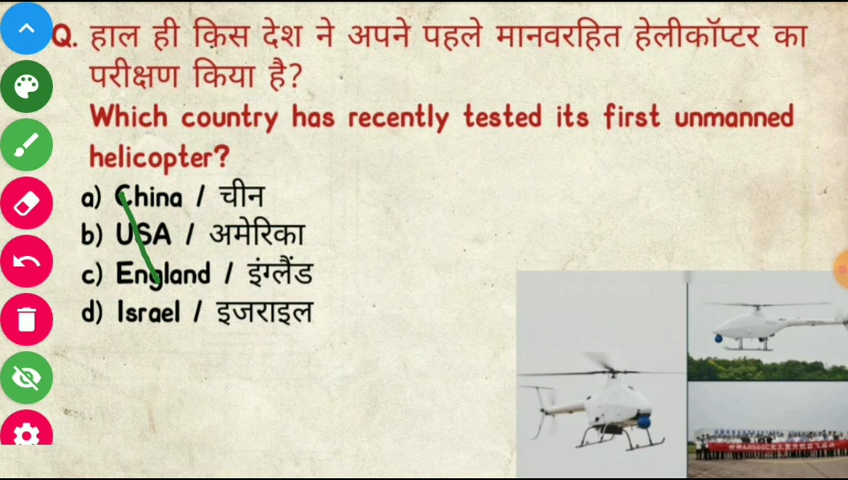 Q. हाल ही किस देश ने अपने पहले मानवरहित हेलीकॉप्टर का
परीक्षण किया है?
Which country has recently tested its first unmanned
helicopter?
a) China / चीन
b) USA / अमेरिका
c) England / इंग्लैंड
d) Israel / इजराइल